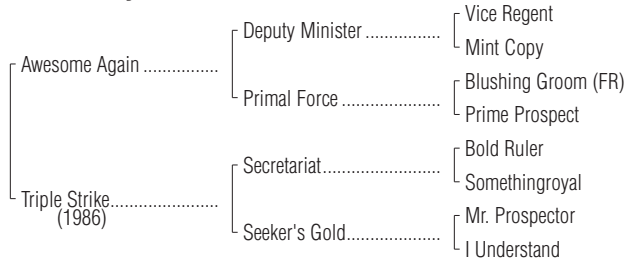 Vice Regent
Deputy Minister ................
Mint Copy
Awesome Again ................
Blushing Groom (FR)
Primal Force .....................
Prime Prospect
Bold Ruler
Secretariat.........................
Somethingroyal
Triple Strike.......................
(1986)
Mr. Prospector
Seeker's Gold....................
I Understand